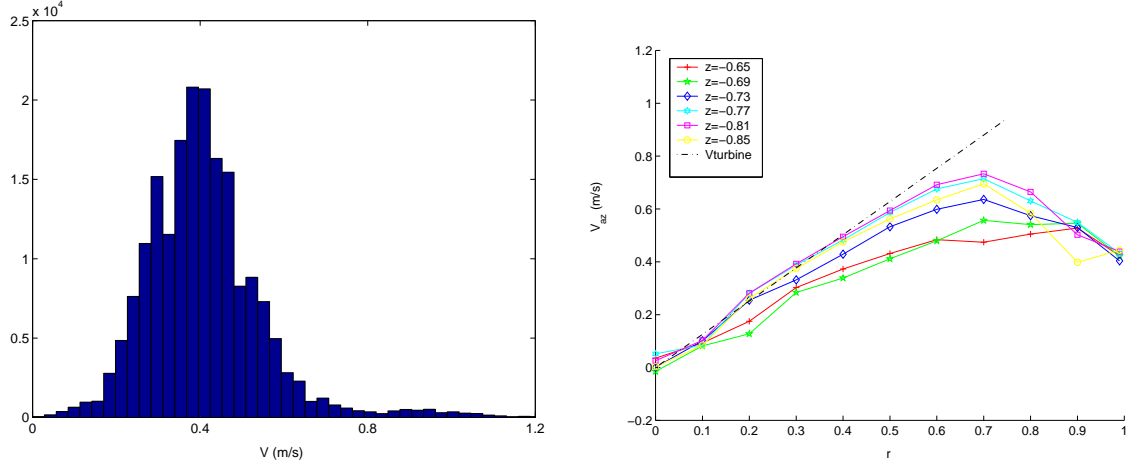 x 10⁴
2.5
2
1.5
1
0.5
0
0 0.4 0.8 1.2
V (m/s)
1.2
1
0.8
0.6
0.4
0.2
0
−0.2
V_az (m/s)
z=−0.65
z=−0.69
z=−0.73
z=−0.77
z=−0.81
z=−0.85
Vturbine
0 0.1 0.2 0.3 0.4 0.5 0.6 0.7 0.8 0.9 1
r